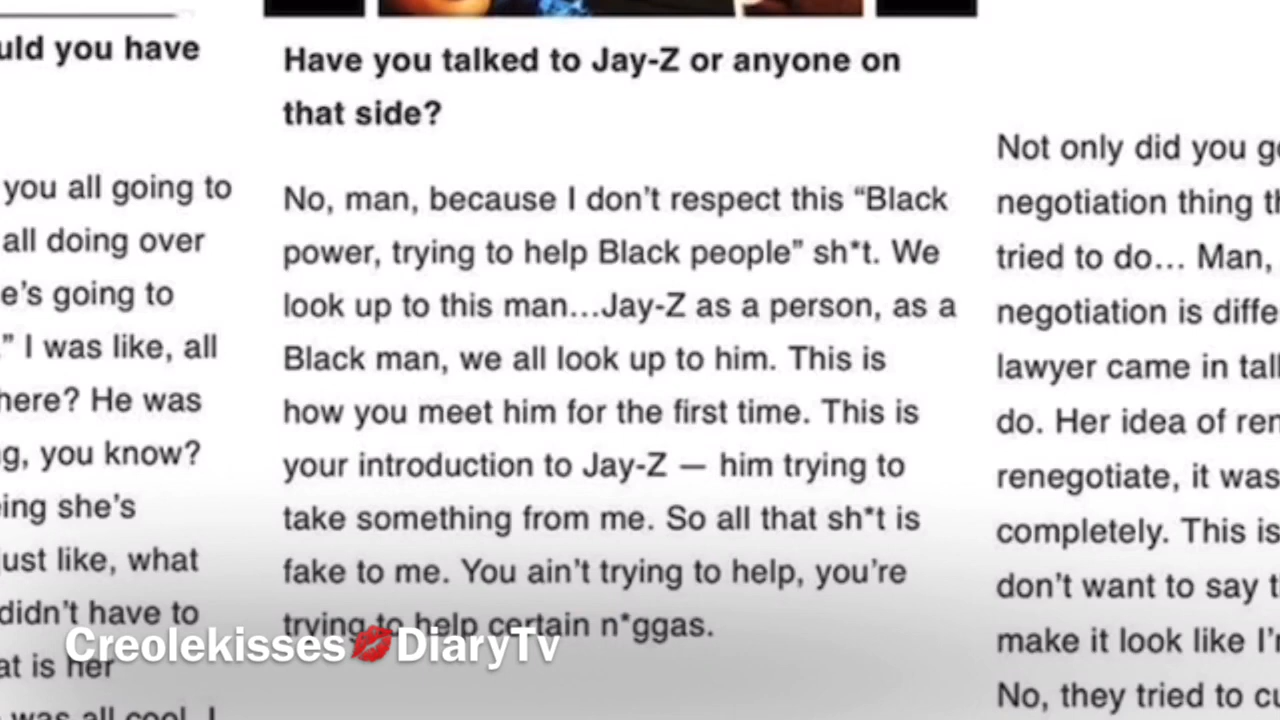 uld you have
you all going to
all doing over
e's going to
” I was like, all
here? He was
g, you know?
ing she's
just like, what
didn't have to
at is her
was all cool. I
Have you talked to Jay-Z or anyone on
that side?
No, man, because I don't respect this “Black
power, trying to help Black people” sh*t. We
look up to this man…Jay-Z as a person, as a
Black man, we all look up to him. This is
how you meet him for the first time. This is
your introduction to Jay-Z — him trying to
take something from me. So all that sh*t is
fake to me. You ain't trying to help, you're
trying to help certain n*ggas.
Not only did you g
negotiation thing th
tried to do… Man,
negotiation is diffe
lawyer came in tal
do. Her idea of ren
renegotiate, it was
completely. This is
don't want to say t
make it look like I'
No, they tried to cu
Creolekisses💋DiaryTv